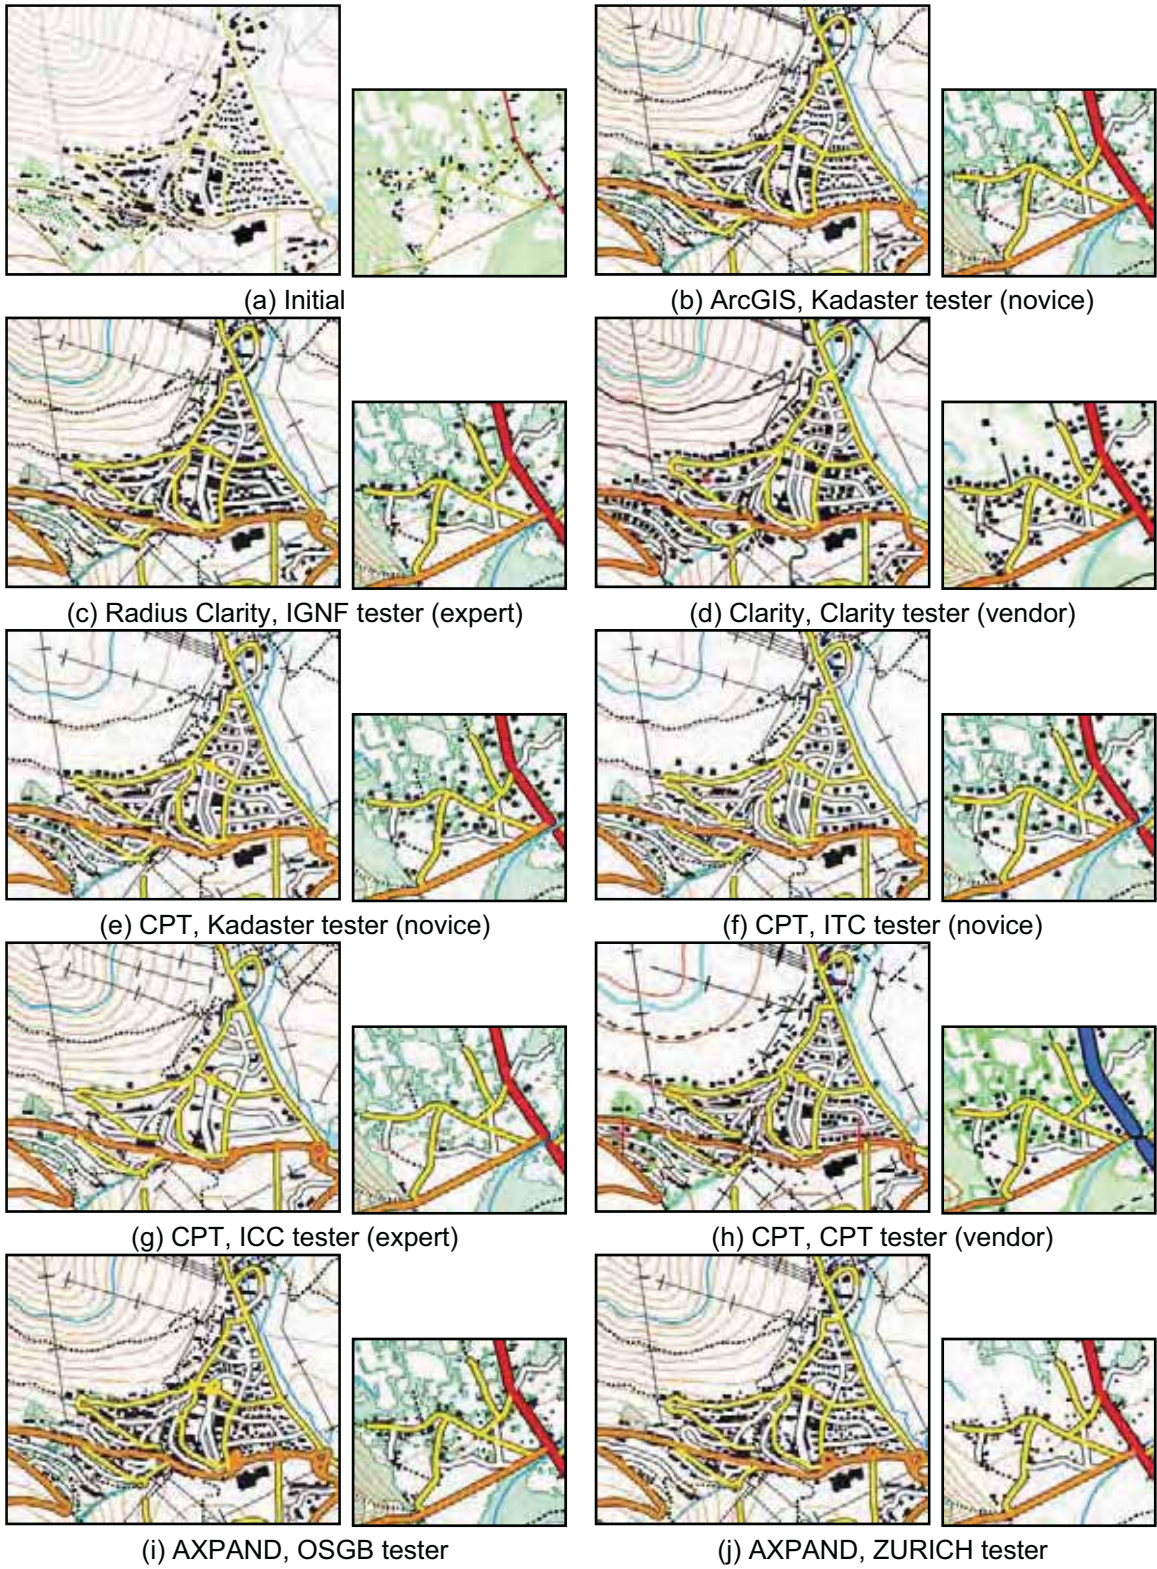 (a) Initial
(b) ArcGIS, Kadaster tester (novice)
(c) Radius Clarity, IGNF tester (expert)
(d) Clarity, Clarity tester (vendor)
(e) CPT, Kadaster tester (novice)
(f) CPT, ITC tester (novice)
(g) CPT, ICC tester (expert)
(h) CPT, CPT tester (vendor)
(i) AXPAND, OSGB tester
(j) AXPAND, ZURICH tester